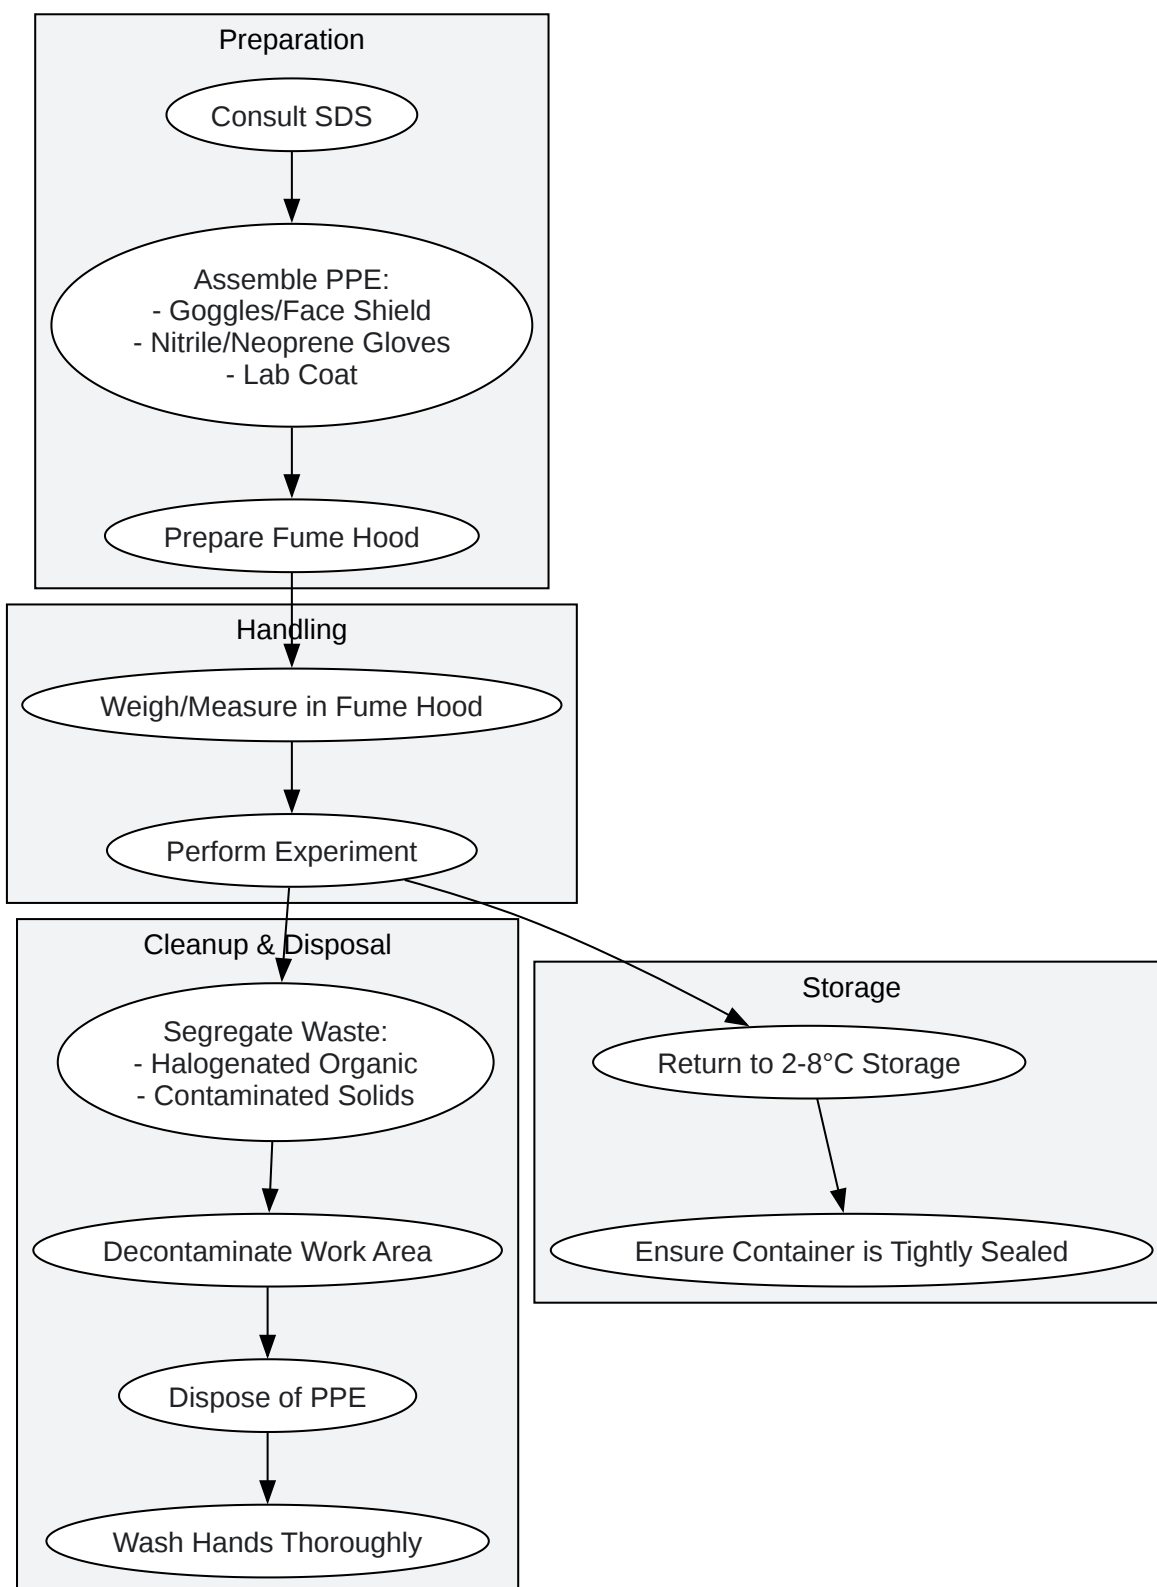 Preparation
Consult SDS
Assemble PPE:
- Goggles/Face Shield
- Nitrile/Neoprene Gloves
- Lab Coat
Prepare Fume Hood
Handling
Weigh/Measure in Fume Hood
Perform Experiment
Cleanup & Disposal
Segregate Waste:
- Halogenated Organic
- Contaminated Solids
Decontaminate Work Area
Dispose of PPE
Wash Hands Thoroughly
Storage
Return to 2-8°C Storage
Ensure Container is Tightly Sealed